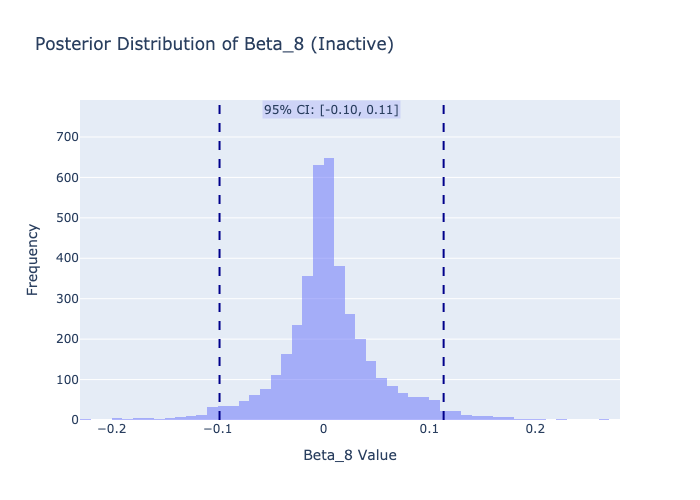 Posterior Distribution of Beta_8 (Inactive)
95% CI: [-0.10, 0.11]
700
600
500
400
300
200
100
0
Frequency
−0.2 −0.1 0 0.1 0.2
Beta_8 Value